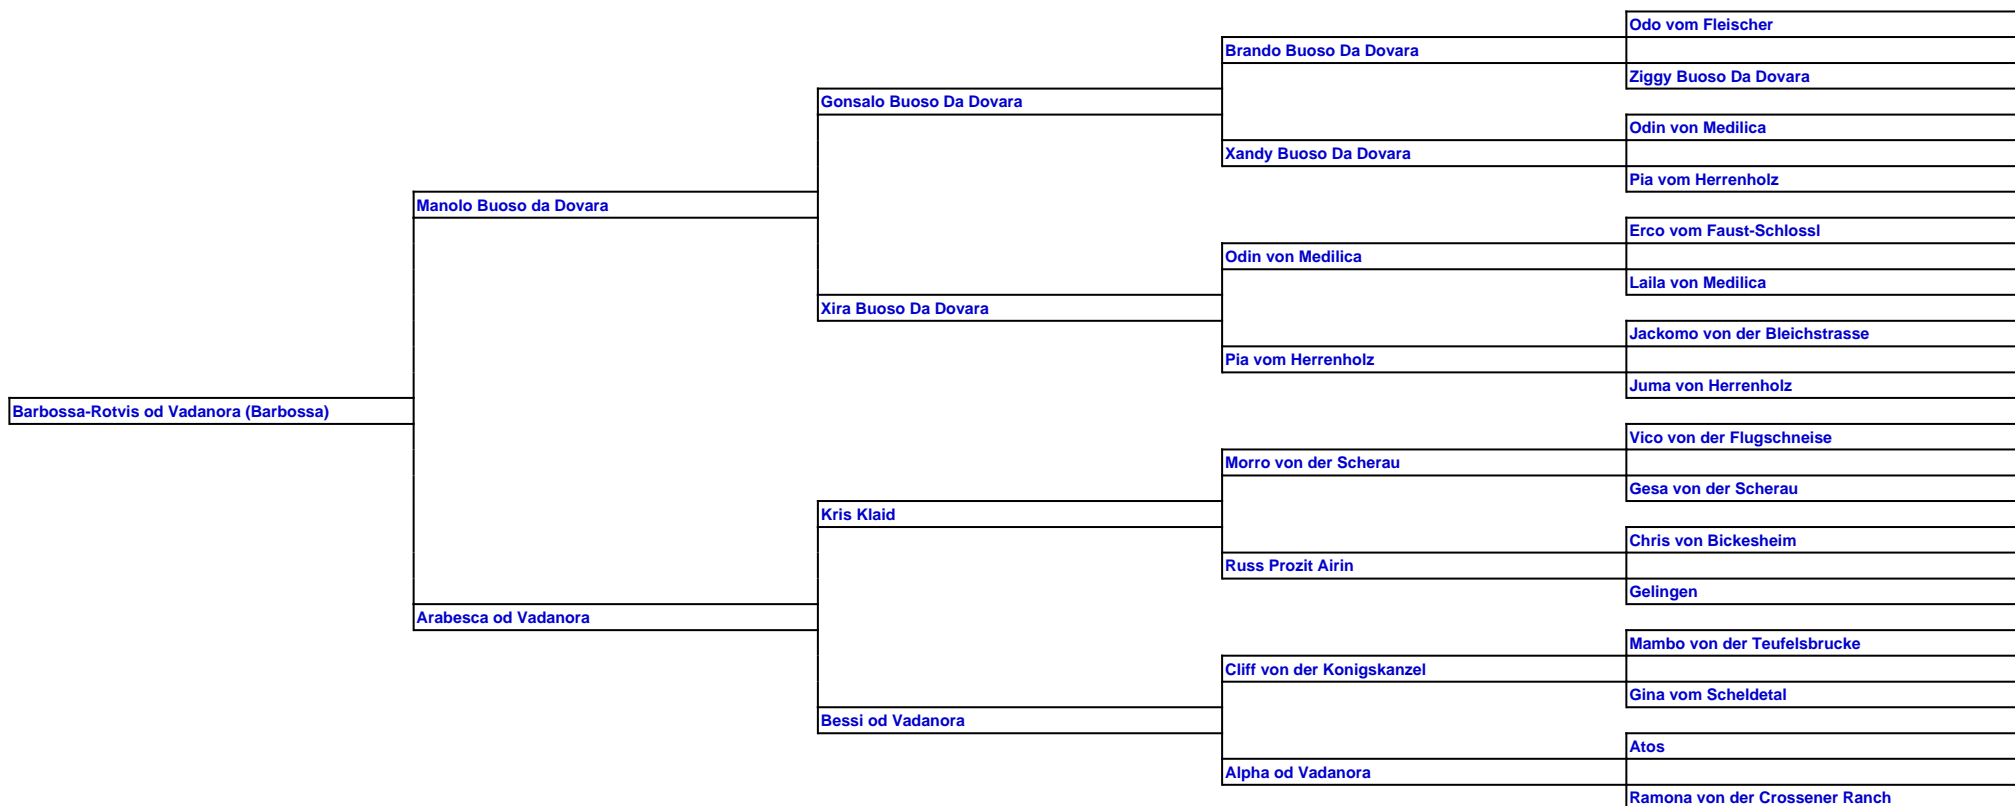 Odo vom Fleischer
Brando Buoso Da Dovara
Ziggy Buoso Da Dovara
Gonsalo Buoso Da Dovara
Odin von Medilica
Xandy Buoso Da Dovara
Pia vom Herrenholz
Manolo Buoso da Dovara
Erco vom Faust-Schlossl
Odin von Medilica
Laila von Medilica
Xira Buoso Da Dovara
Jackomo von der Bleichstrasse
Pia vom Herrenholz
Juma von Herrenholz
Barbossa-Rotvis od Vadanora (Barbossa)
Vico von der Flugschneise
Morro von der Scherau
Gesa von der Scherau
Kris Klaid
Chris von Bickesheim
Russ Prozit Airin
Gelingen
Arabesca od Vadanora
Mambo von der Teufelsbrucke
Cliff von der Konigskanzel
Gina vom Scheldetal
Bessi od Vadanora
Atos
Alpha od Vadanora
Ramona von der Crossener Ranch